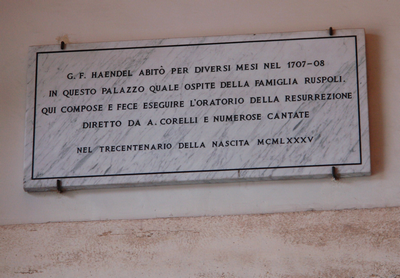 G. F. HAENDEL ABITÒ PER DIVERSI MESI NEL 1707-08
IN QUESTO PALAZZO QUALE OSPITE DELLA FAMIGLIA RUSPOLI.
QUI COMPOSE E FECE ESEGUIRE L'ORATORIO DELLA RESURREZIONE
DIRETTO DA A. CORELLI E NUMEROSE CANTATE
NEL TRECENTENARIO DELLA NASCITA MCMLXXXV